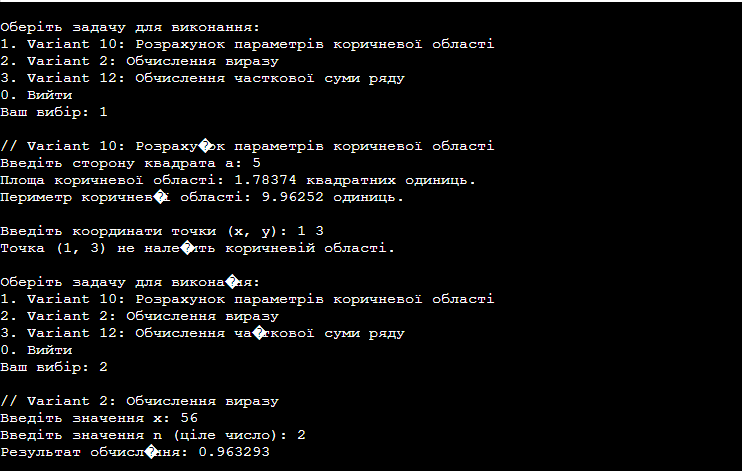 Оберіть задачу для виконання:
1. Variant 10: Розрахунок параметрів коричневої області
2. Variant 2: Обчислення виразу
3. Variant 12: Обчислення часткової суми ряду
0. Вийти
Ваш вибір: 1
// Variant 10: Розраху�ок параметрів коричневої області
Введіть сторону квадрата a: 5
Площа коричневої області: 1.78374 квадратних одиниць.
Периметр коричнев�ї області: 9.96252 одиниць.
Введіть координати точки (x, y): 1 3
Точка (1, 3) не нале�ить коричневій області.
Оберіть задачу для викона�ня:
1. Variant 10: Розрахунок параметрів коричневої області
2. Variant 2: Обчислення виразу
3. Variant 12: Обчислення ча�ткової суми ряду
0. Вийти
Ваш вибір: 2
// Variant 2: Обчислення виразу
Введіть значення x: 56
Введіть значення n (ціле число): 2
Результат обчисл�ння: 0.963293